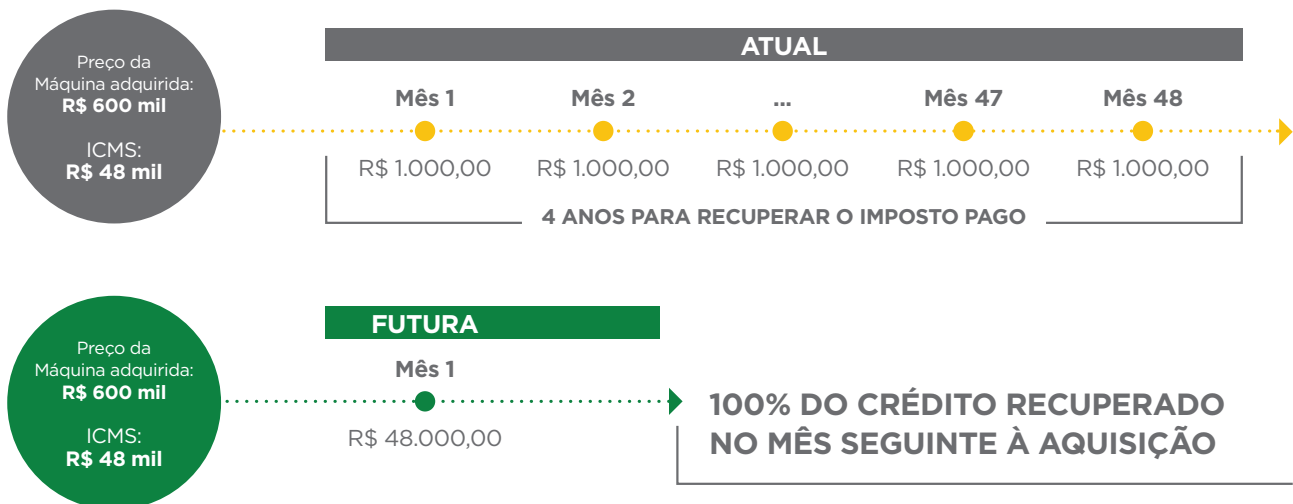 Preço da
Máquina adquirida:
R$ 600 mil
ICMS:
R$ 48 mil
ATUAL
Mês 1 Mês 2 ... Mês 47 Mês 48
R$ 1.000,00 R$ 1.000,00 R$ 1.000,00 R$ 1.000,00 R$ 1.000,00
4 ANOS PARA RECUPERAR O IMPOSTO PAGO
Preço da
Máquina adquirida:
R$ 600 mil
ICMS:
R$ 48 mil
FUTURA
Mês 1
R$ 48.000,00
100% DO CRÉDITO RECUPERADO
NO MÊS SEGUINTE À AQUISIÇÃO